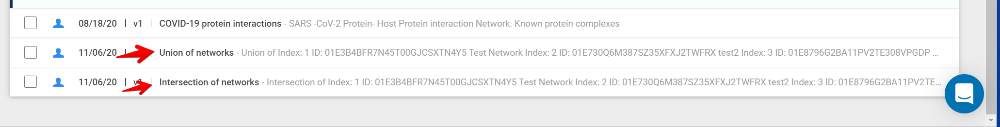 08/18/20 | v1 | COVID-19 protein interactions - SARS -CoV-2 Protein- Host Protein interaction Network. Known protein complexes
11/06/20 | | Union of networks - Union of Index: 1 ID: 01E3B4BFR7N45T00GJCSXTN4Y5 Test Network Index: 2 ID: 01E730Q6M387SZ35XFXJ2TWFRX test2 Index: 3 ID: 01E8796G2BA11PV2TE308VPGDP ...
11/06/20 | v1 | Intersection of networks - Intersection of Index: 1 ID: 01E3B4BFR7N45T00GJCSXTN4Y5 Test Network Index: 2 ID: 01E730Q6M387SZ35XFXJ2TWFRX test2 Index: 3 ID: 01E8796G2BA11PV2TE...